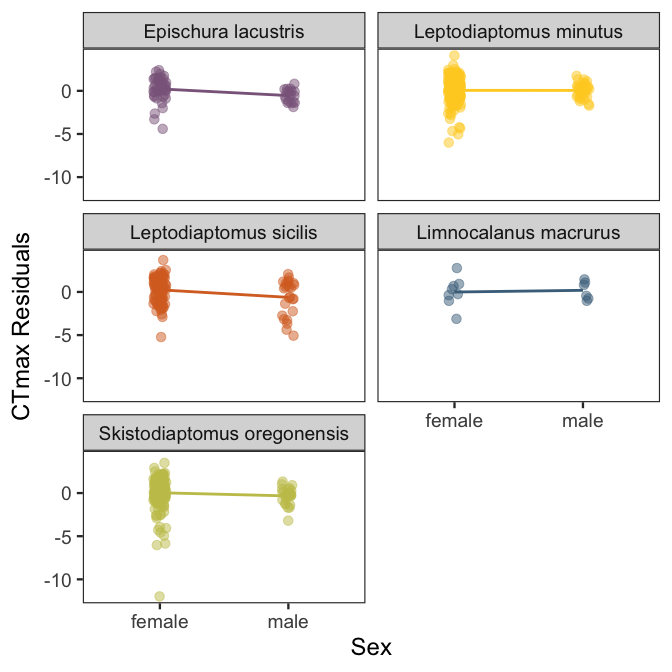 Epischura lacustris
Leptodiaptomus minutus
0
-5
-10
Leptodiaptomus sicilis
Limnocalanus macrurus
0
-5
-10
CTmax Residuals
female
male
Skistodiaptomus oregonensis
0
-5
-10
female
male
Sex